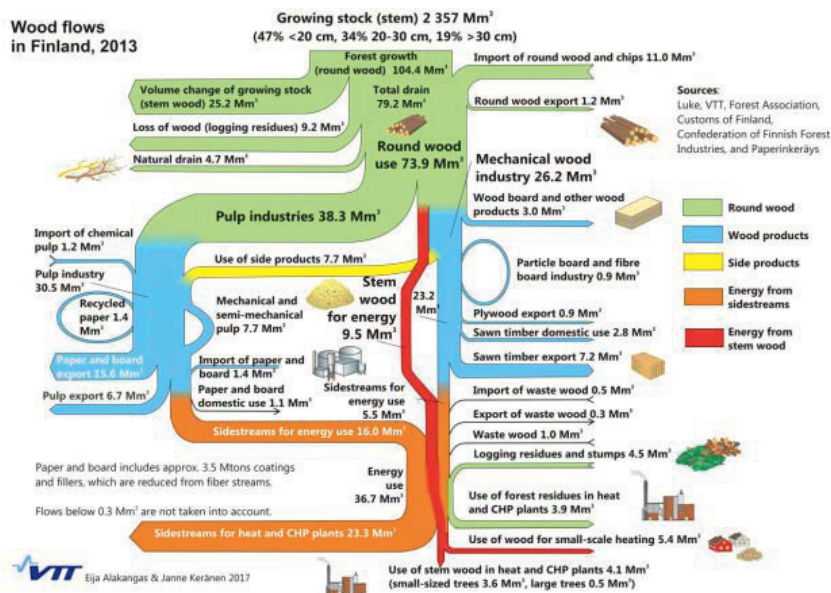 Wood flows
in Finland, 2013
Growing stock (stem) 2 357 Mm³
(47% <20 cm, 34% 20-30 cm, 19% >30 cm)
Forest growth
(round wood) 104.4 Mm³
Import of round wood and chips 11.0 Mm³
Volume change of growing stock
(stem wood) 25.2 Mm³
Total drain
79.2 Mm³
Round wood export 1.2 Mm³
Sources:
Luke, VTT, Forest Association,
Customs of Finland,
Confederation of Finnish Forest
Industries, and Paperinkeräys
Loss of wood (logging residues) 9.2 Mm³
Natural drain 4.7 Mm³
Round wood
use 73.9 Mm³
Mechanical wood
industry 26.2 Mm³
Wood board and other wood
products 3.0 Mm³
Pulp industries 38.3 Mm³
Round wood
Wood products
Side products
Energy from
sidestreams
Energy from
stem wood
Import of chemical
pulp 1.2 Mm³
Pulp industry
30.5 Mm³
Recycled
paper 1.4
Mm³
Use of side products 7.7 Mm³
Mechanical and
semi-mechanical
pulp 7.7 Mm³
Stem
wood
for energy
9.5 Mm³
23.2
Mm³
Particle board and fibre
board industry 0.9 Mm³
Plywood export 0.9 Mm³
Sawn timber domestic use 2.8 Mm³
Sawn timber export 7.2 Mm³
Paper and board
export 15.6 Mm³
Import of paper and
board 1.4 Mm³
Paper and board
domestic use 1.1 Mm³
Pulp export 6.7 Mm³
Sidestreams for
energy use
5.5 Mm³
Import of waste wood 0.5 Mm³
Export of waste wood 0.3 Mm³
Waste wood 1.0 Mm³
Logging residues and stumps 4.5 Mm³
Sidestreams for energy use 16.0 Mm³
Paper and board includes approx. 3.5 Mtons coatings
and fillers, which are reduced from fiber streams.
Flows below 0.3 Mm³ are not taken into account.
Energy
use
36.7 Mm³
Use of forest residues in heat
and CHP plants 3.9 Mm³
Sidestreams for heat and CHP plants 23.3 Mm³
Use of wood for small-scale heating 5.4 Mm³
Use of stem wood in heat and CHP plants 4.1 Mm³
(small-sized trees 3.6 Mm³, large trees 0.5 Mm³)
VTT
Eija Alakangas & Janne Keränen 2017